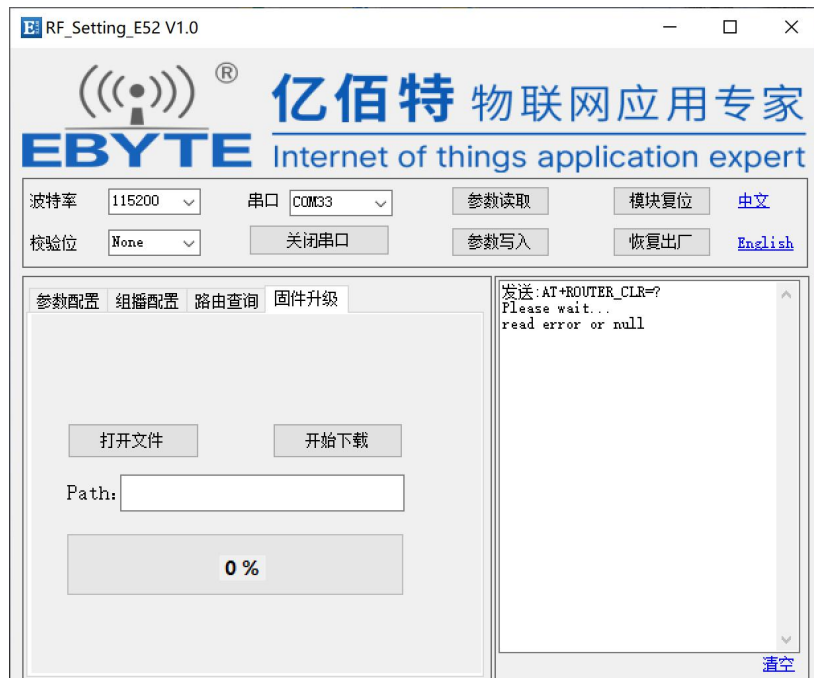 RF_Setting_E52 V1.0
®
EBYTE
亿佰特 物联网应用专家
Internet of things application expert
波特率 115200 串口 COM33 参数读取 模块复位 中文
校验位 None 关闭串口 参数写入 恢复出厂 English
参数配置 组播配置 路由查询 固件升级
打开文件 开始下载
Path:
0 %
发送:AT+ROUTER_CLR=?
Please wait...
read error or null
清空